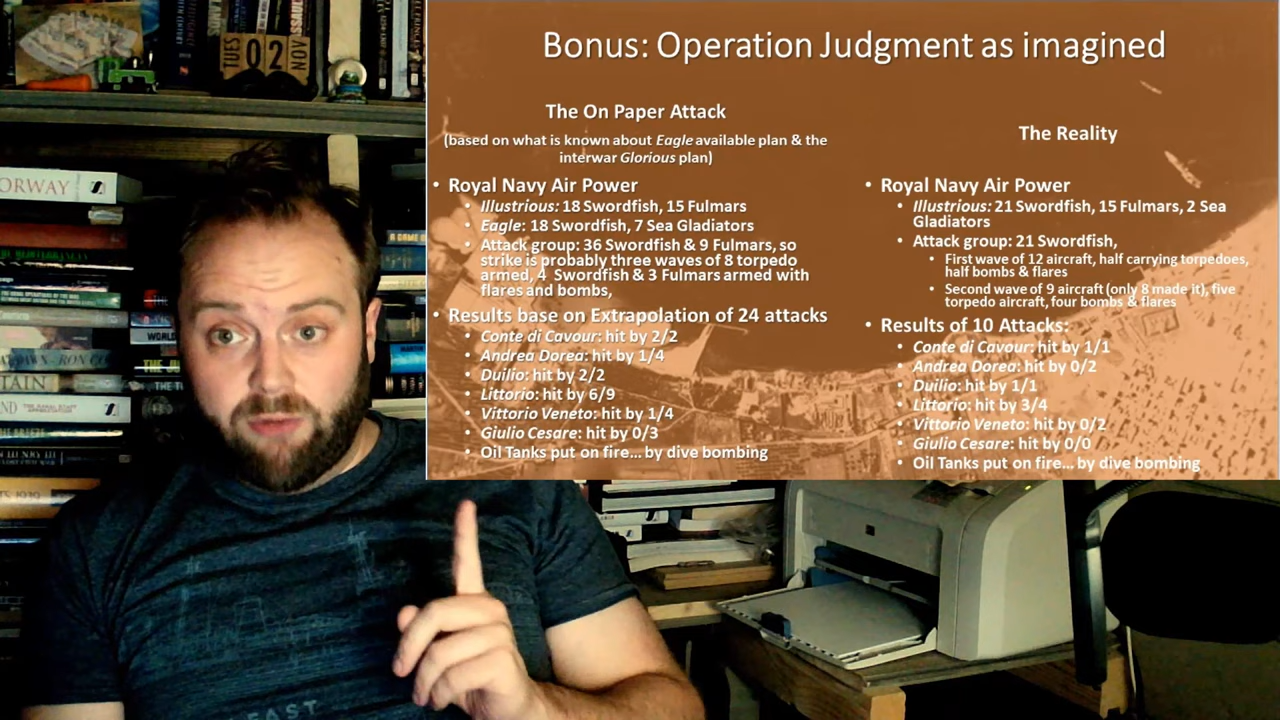 Bonus: Operation Judgment as imagined
The On Paper Attack
(based on what is known about Eagle available plan & the
interwar Glorious plan)
• Royal Navy Air Power
• Illustrious: 18 Swordfish, 15 Fulmars
• Eagle: 18 Swordfish, 7 Sea Gladiators
• Attack group: 36 Swordfish & 9 Fulmars, so
strike is probably three waves of 8 torpedo
armed, 4 Swordfish & 3 Fulmars armed with
flares and bombs,
• Results base on Extrapolation of 24 attacks
• Conte di Cavour: hit by 2/2
• Andrea Dorea: hit by 1/4
• Duilio: hit by 2/2
• Littorio: hit by 6/9
• Vittorio Veneto: hit by 1/4
• Giulio Cesare: hit by 0/3
• Oil Tanks put on fire... by dive bombing
The Reality
• Royal Navy Air Power
• Illustrious: 21 Swordfish, 15 Fulmars, 2 Sea
Gladiators
• Attack group: 21 Swordfish,
• First wave of 12 aircraft, half carrying torpedoes,
half bombs & flares
• Second wave of 9 aircraft (only 8 made it), five
torpedo aircraft, four bombs & flares
• Results of 10 Attacks:
• Conte di Cavour: hit by 1/1
• Andrea Dorea: hit by 0/2
• Duilio: hit by 1/1
• Littorio: hit by 3/4
• Vittorio Veneto: hit by 0/2
• Giulio Cesare: hit by 0/0
• Oil Tanks put on fire... by dive bombing
TUES
02
NOV
ORWAY
TAIN